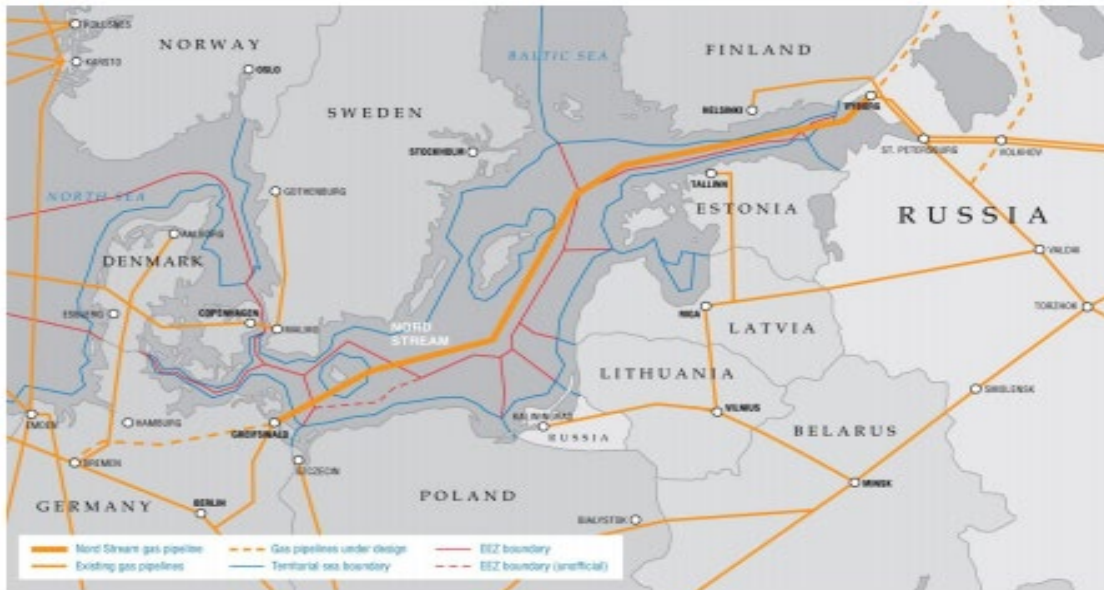 ROLDSNES
NORWAY
KARSTO
OSLO
BALTIC SEA
FINLAND
SWEDEN
HELSINKI
VYBORG
STOCKHOLM
ST. PETERSBURG
VOLKHOV
NORTH SEA
GOTHENBURG
TALLINN
ESTONIA
RUSSIA
AALBORG
DENMARK
VALDAI
ESBJERG
COPENHAGEN
MALMO
NORD
STREAM
RIGA
LATVIA
TORZHOK
LITHUANIA
SMOLENSK
EMDEN
HAMBURG
GREIFSWALD
KALININGRAD
RUSSIA
VILNIUS
BELARUS
BREMEN
SZCZECIN
GERMANY
BERLIN
POLAND
MINSK
BIALYSTOK
Nord Stream gas pipeline
Gas pipelines under design
EEZ boundary
Existing gas pipelines
Territorial sea boundary
EEZ boundary (unofficial)